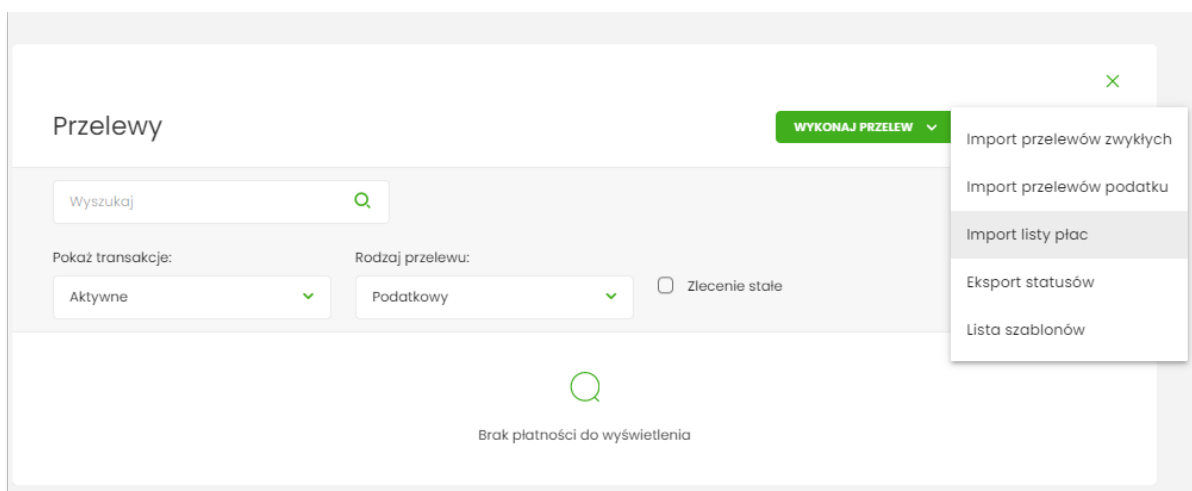 Przelewy
WYKONAJ PRZELEW
Import przelewów zwykłych
Import przelewów podatku
Import listy płac
Eksport statusów
Lista szablonów
Wyszukaj
Pokaż transakcje:
Rodzaj przelewu:
Aktywne
Podatkowy
Zlecenie stałe
Brak płatności do wyświetlenia